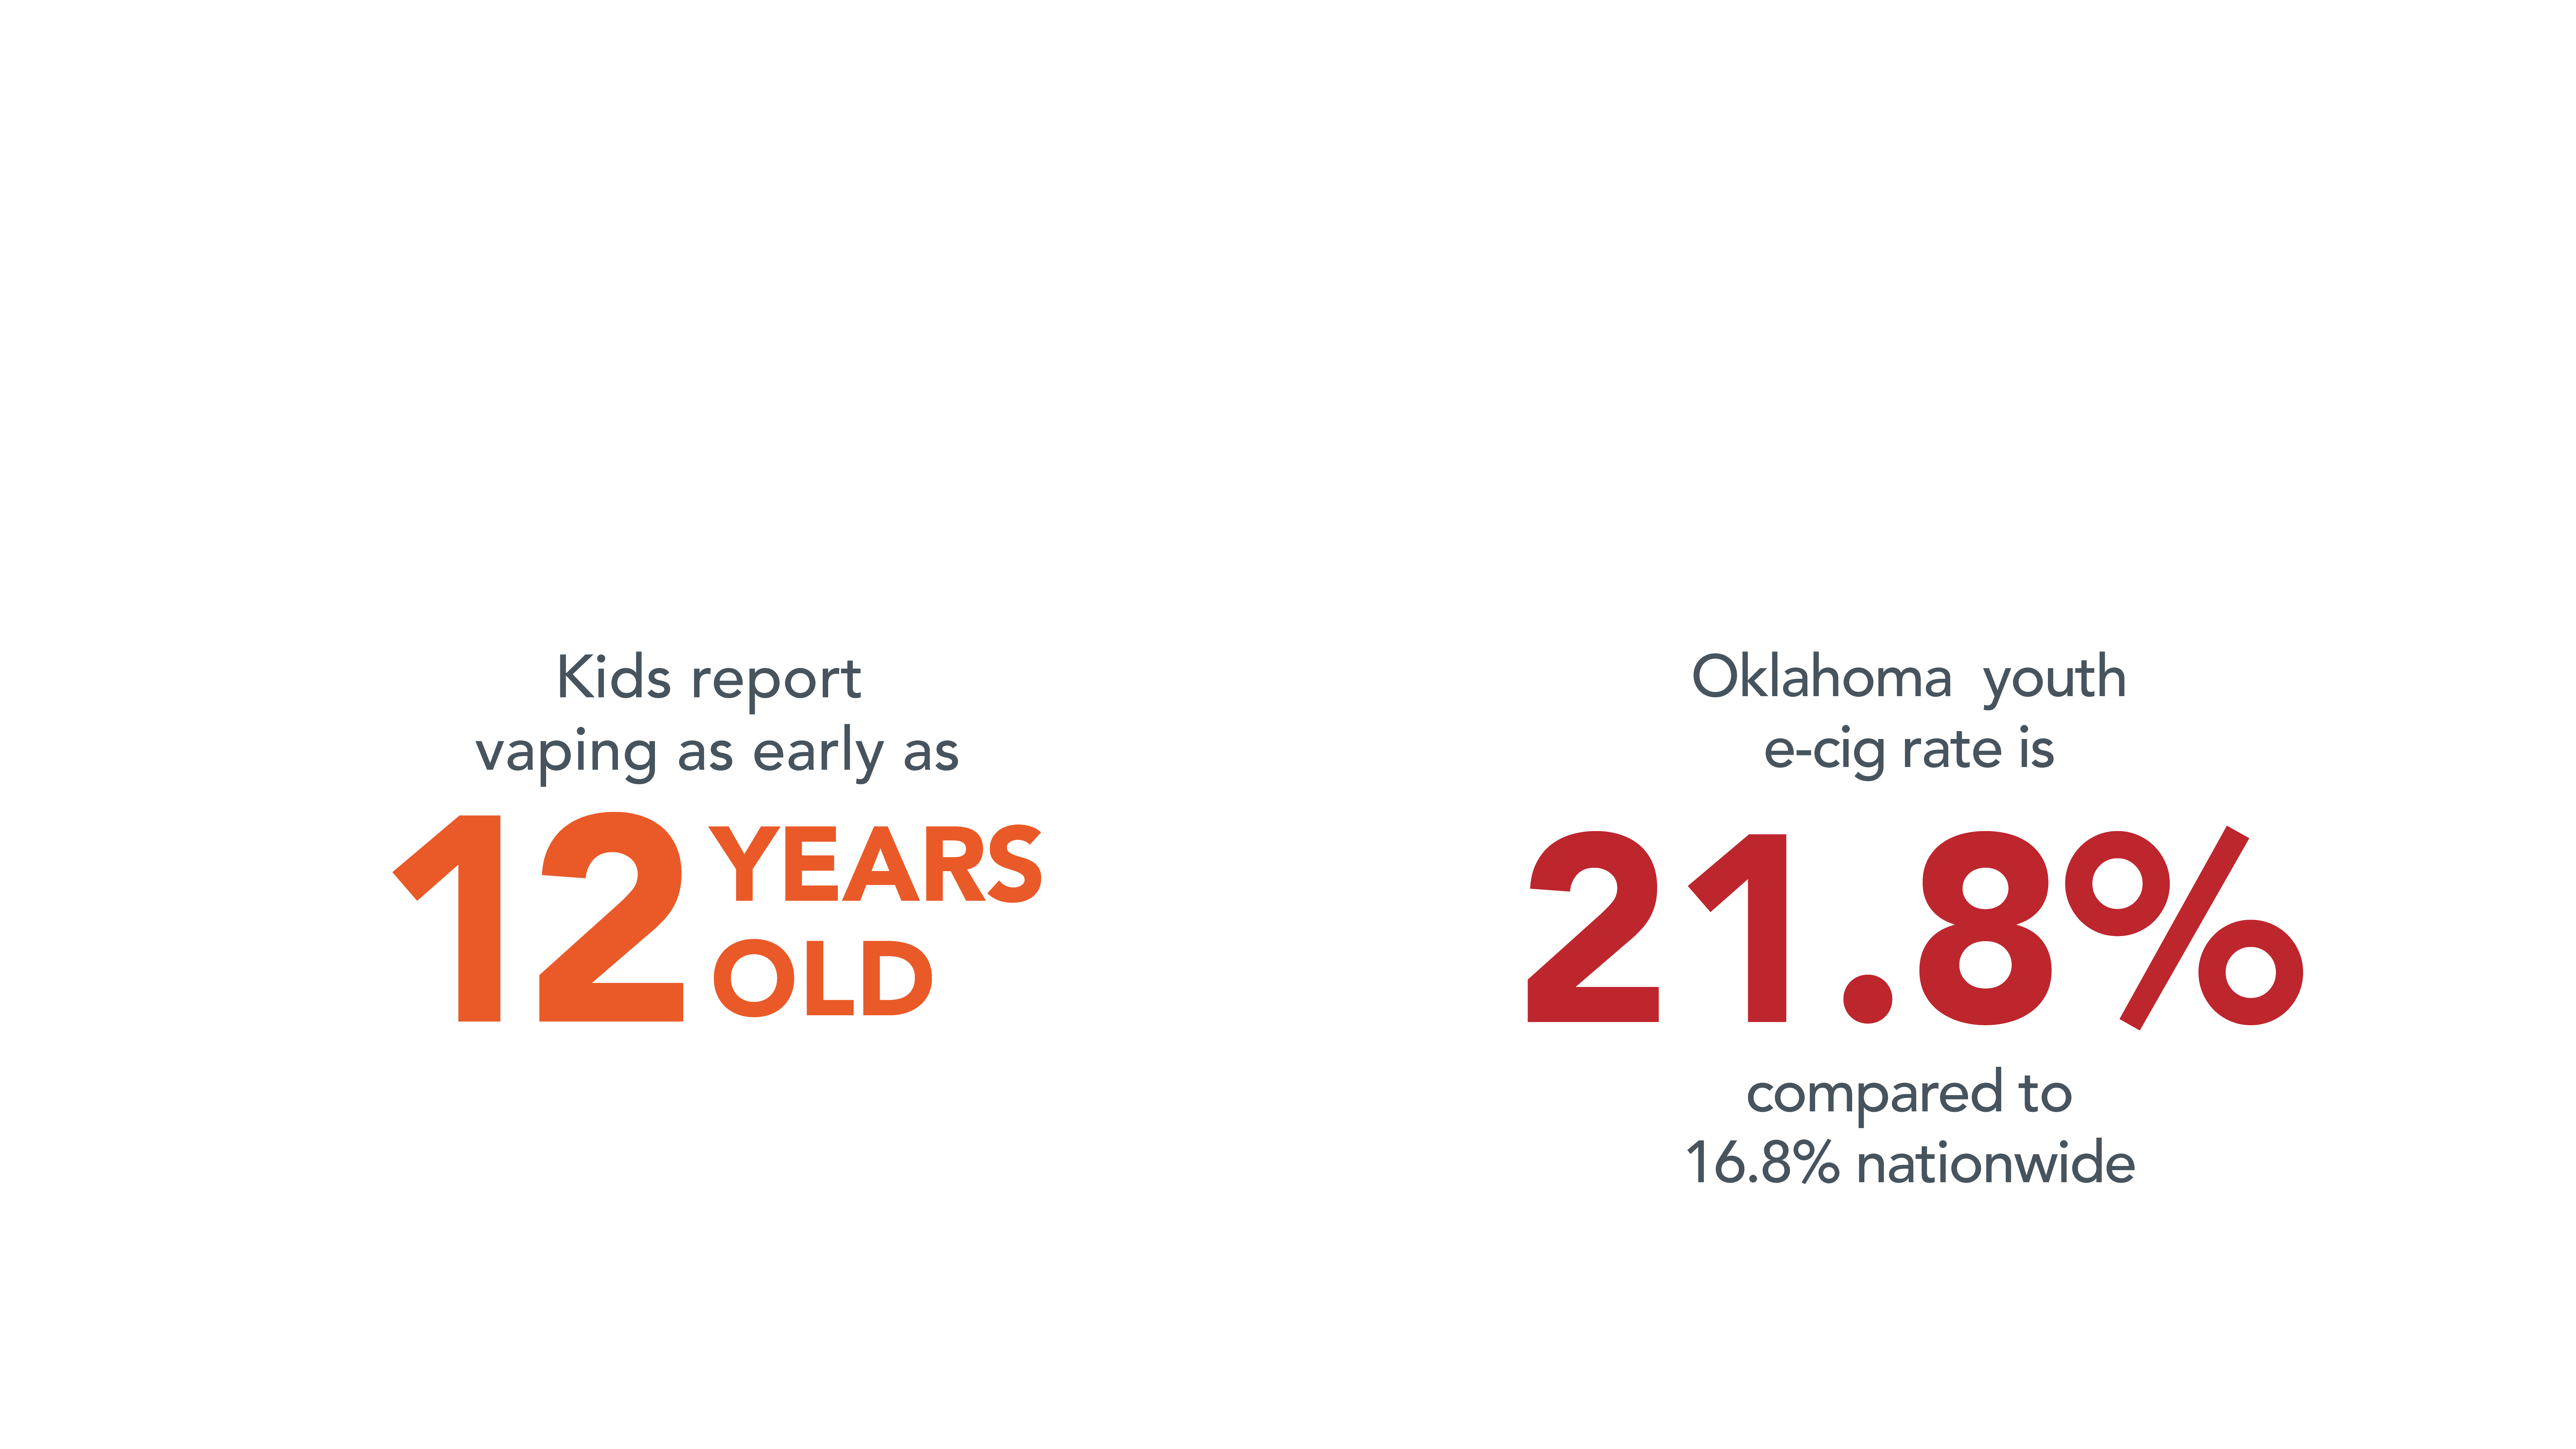 Kids report
vaping as early as
12 YEARS
OLD
Oklahoma  youth
e-cig rate is
21.8%
compared to
16.8% nationwide